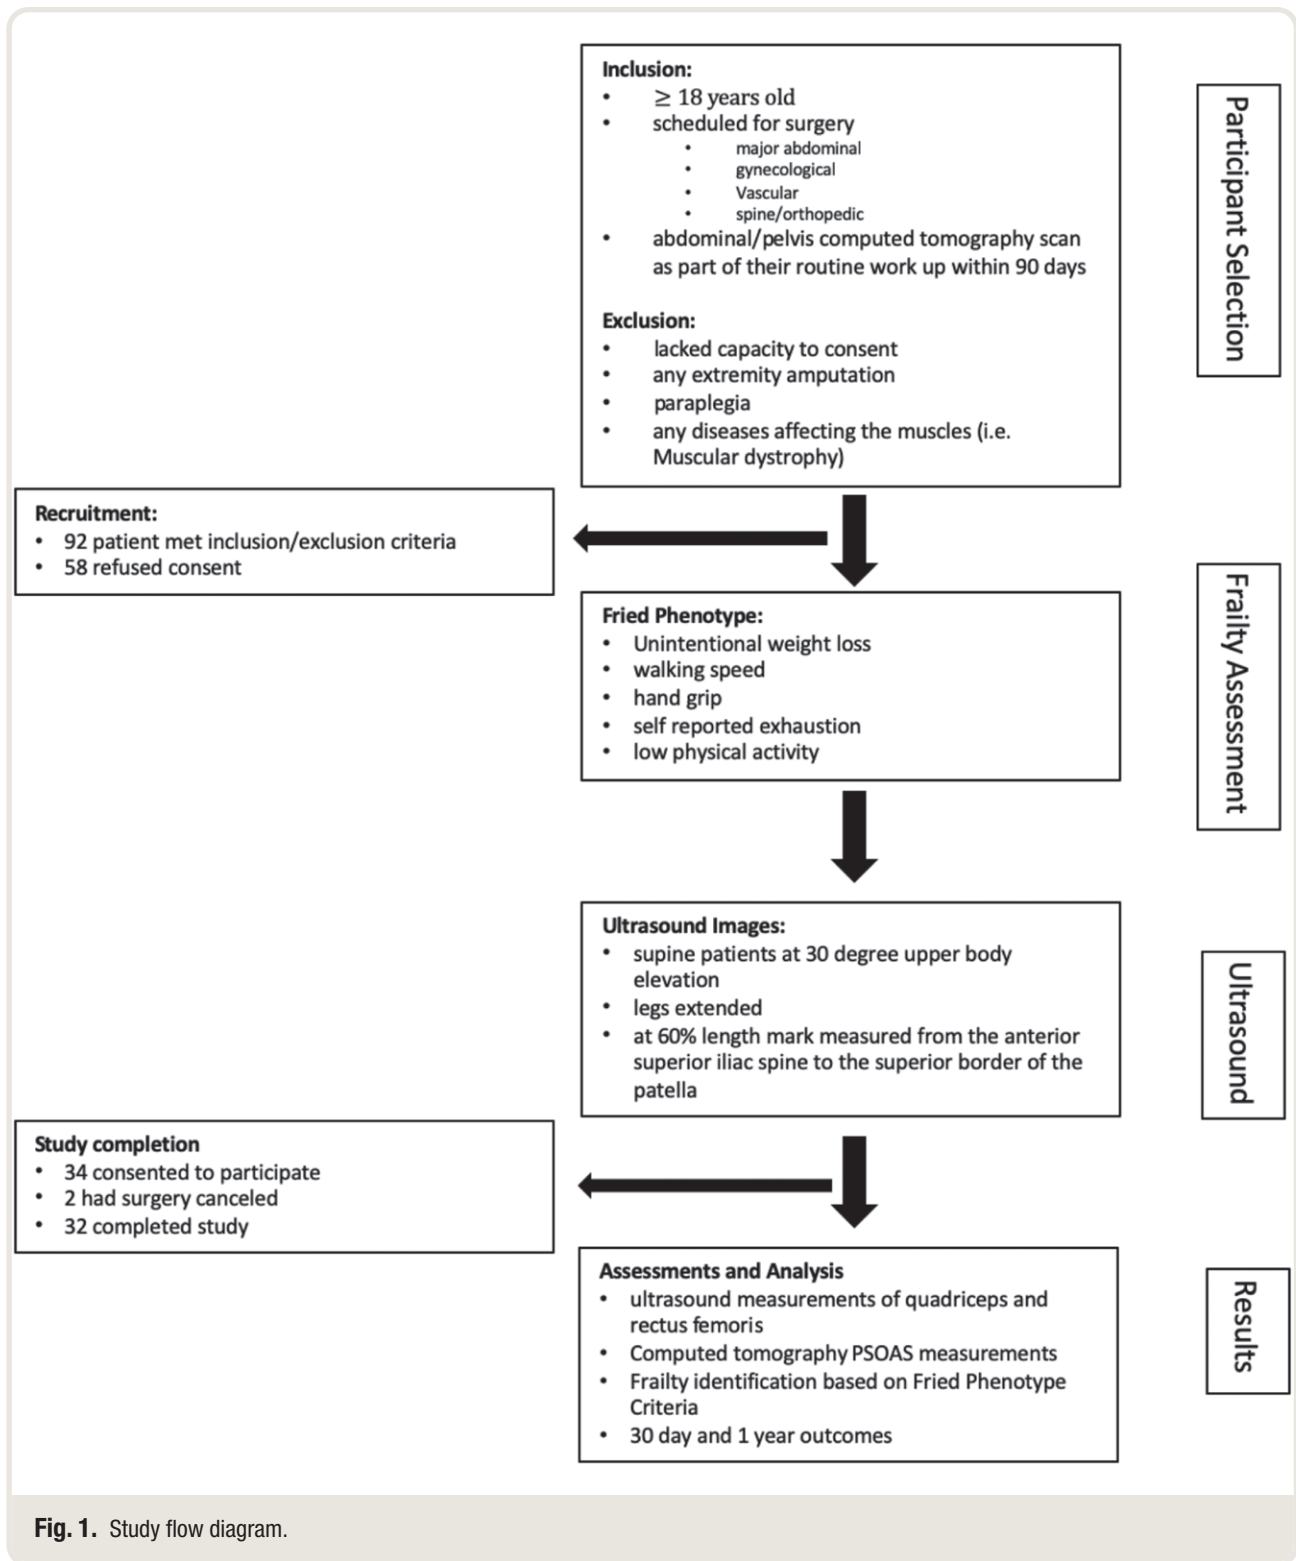 Inclusion:
• ≥ 18 years old
• scheduled for surgery
• major abdominal
• gynecological
• Vascular
• spine/orthopedic
• abdominal/pelvis computed tomography scan
as part of their routine work up within 90 days
Exclusion:
• lacked capacity to consent
• any extremity amputation
• paraplegia
• any diseases affecting the muscles (i.e.
Muscular dystrophy)
Participant Selection
Recruitment:
• 92 patient met inclusion/exclusion criteria
• 58 refused consent
Fried Phenotype:
• Unintentional weight loss
• walking speed
• hand grip
• self reported exhaustion
• low physical activity
Frailty Assessment
Ultrasound Images:
• supine patients at 30 degree upper body
elevation
• legs extended
• at 60% length mark measured from the anterior
superior iliac spine to the superior border of the
patella
Ultrasound
Study completion
• 34 consented to participate
• 2 had surgery canceled
• 32 completed study
Assessments and Analysis
• ultrasound measurements of quadriceps and
rectus femoris
• Computed tomography PSOAS measurements
• Frailty identification based on Fried Phenotype
Criteria
• 30 day and 1 year outcomes
Results
Fig. 1. Study flow diagram.